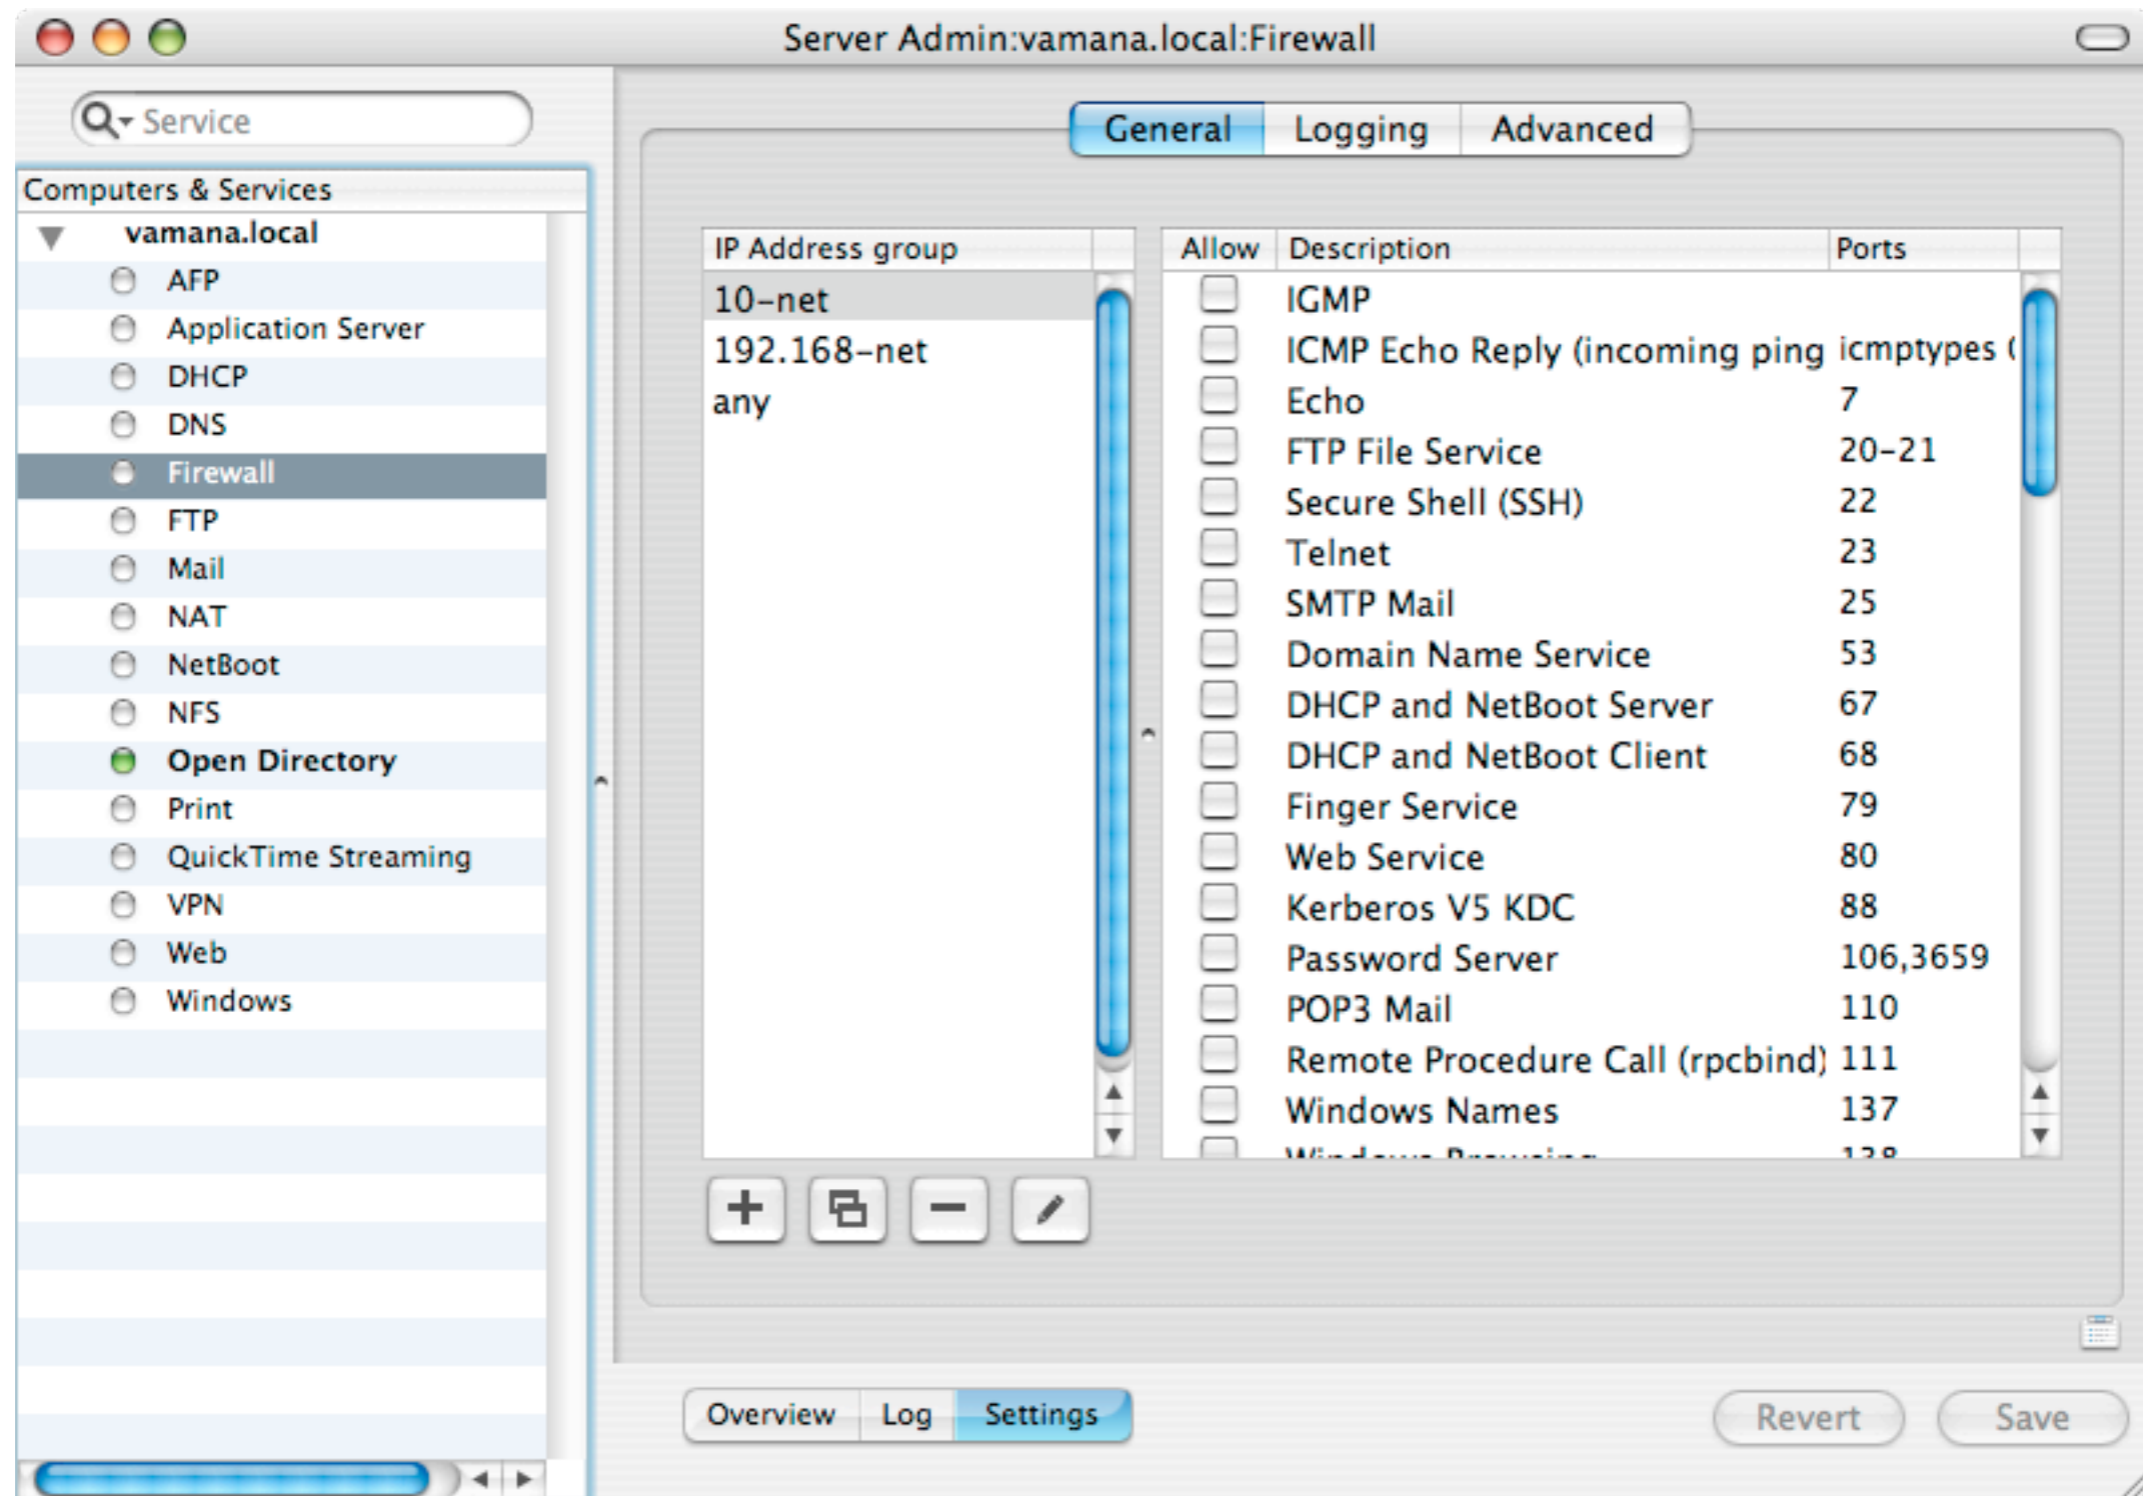 Server Admin:vamana.local:Firewall
Service
Computers & Services
vamana.local
AFP
Application Server
DHCP
DNS
Firewall
FTP
Mail
NAT
NetBoot
NFS
Open Directory
Print
QuickTime Streaming
VPN
Web
Windows
General Logging Advanced
IP Address group
10-net
192.168-net
any
Allow Description Ports
IGMP
ICMP Echo Reply (incoming ping icmptypes
Echo 7
FTP File Service 20-21
Secure Shell (SSH) 22
Telnet 23
SMTP Mail 25
Domain Name Service 53
DHCP and NetBoot Server 67
DHCP and NetBoot Client 68
Finger Service 79
Web Service 80
Kerberos V5 KDC 88
Password Server 106,3659
POP3 Mail 110
Remote Procedure Call (rpcbind) 111
Windows Names 137
Windows Browsing 138
Overview Log Settings
Revert Save